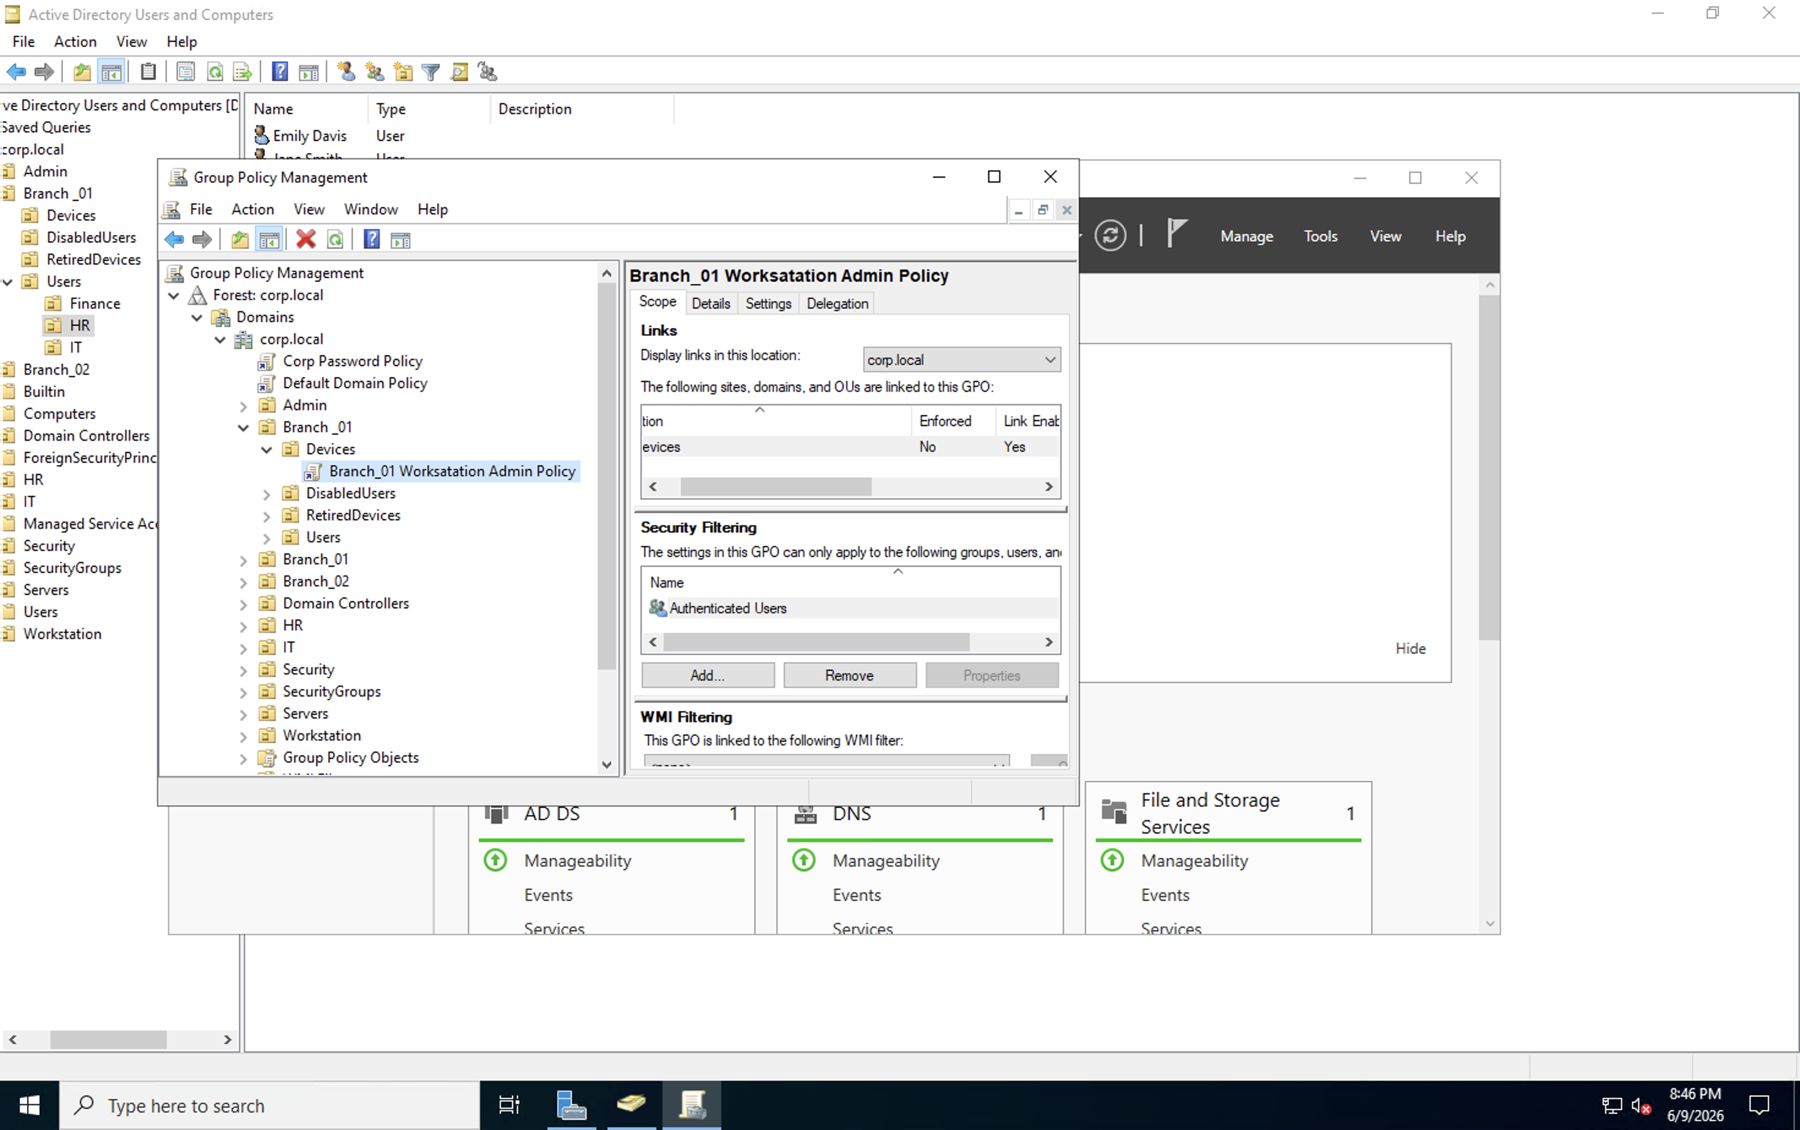 Active Directory Users and Computers
File Action View Help
ve Directory Users and Computers [D
Saved Queries
corp.local
Admin
Branch _01
Devices
DisabledUsers
RetiredDevices
Users
Finance
HR
IT
Branch_02
Builtin
Computers
Domain Controllers
ForeignSecurityPrinc
HR
IT
Managed Service Acc
Security
SecurityGroups
Servers
Users
Workstation
Name Type Description
Emily Davis User
Jane Smith User
Group Policy Management
File Action View Window Help
Group Policy Management
Forest: corp.local
Domains
corp.local
Corp Password Policy
Default Domain Policy
Admin
Branch _01
Devices
Branch_01 Worksatation Admin Policy
DisabledUsers
RetiredDevices
Users
Branch_01
Branch_02
Domain Controllers
HR
IT
Security
SecurityGroups
Servers
Workstation
Group Policy Objects
Branch_01 Worksatation Admin Policy
Scope Details Settings Delegation
Links
Display links in this location: corp.local
The following sites, domains, and OUs are linked to this GPO:
tion Enforced Link Enab
evices No Yes
Security Filtering
The settings in this GPO can only apply to the following groups, users, an
Name
Authenticated Users
Add... Remove Properties
WMI Filtering
This GPO is linked to the following WMI filter:
<none>
Manage Tools View Help
Hide
AD DS 1
Manageability
Events
Services
DNS 1
Manageability
Events
Services
File and Storage
Services 1
Manageability
Events
Services
Type here to search
8:46 PM
6/9/2026